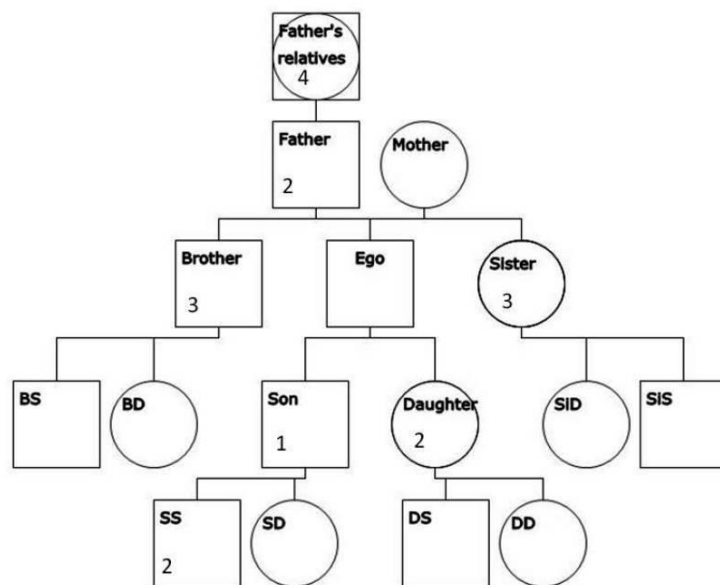 Father's
relatives
4
Father
2
Mother
Brother
3
Ego
Sister
3
BS
BD
Son
1
Daughter
2
SiD
SiS
SS
2
SD
DS
DD